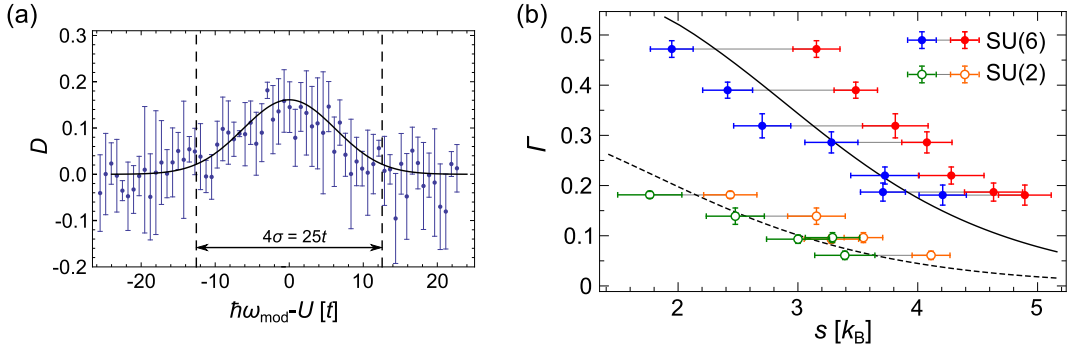 (a)
0.3
0.2
0.1
0.0
-0.1
-0.2
D
4σ = 25t
-20 -10 0 10 20
ħω_mod-U [t]
(b)
0.5
0.4
0.3
0.2
0.1
0
Γ
SU(6)
SU(2)
2 3 4 5
s [k_B]